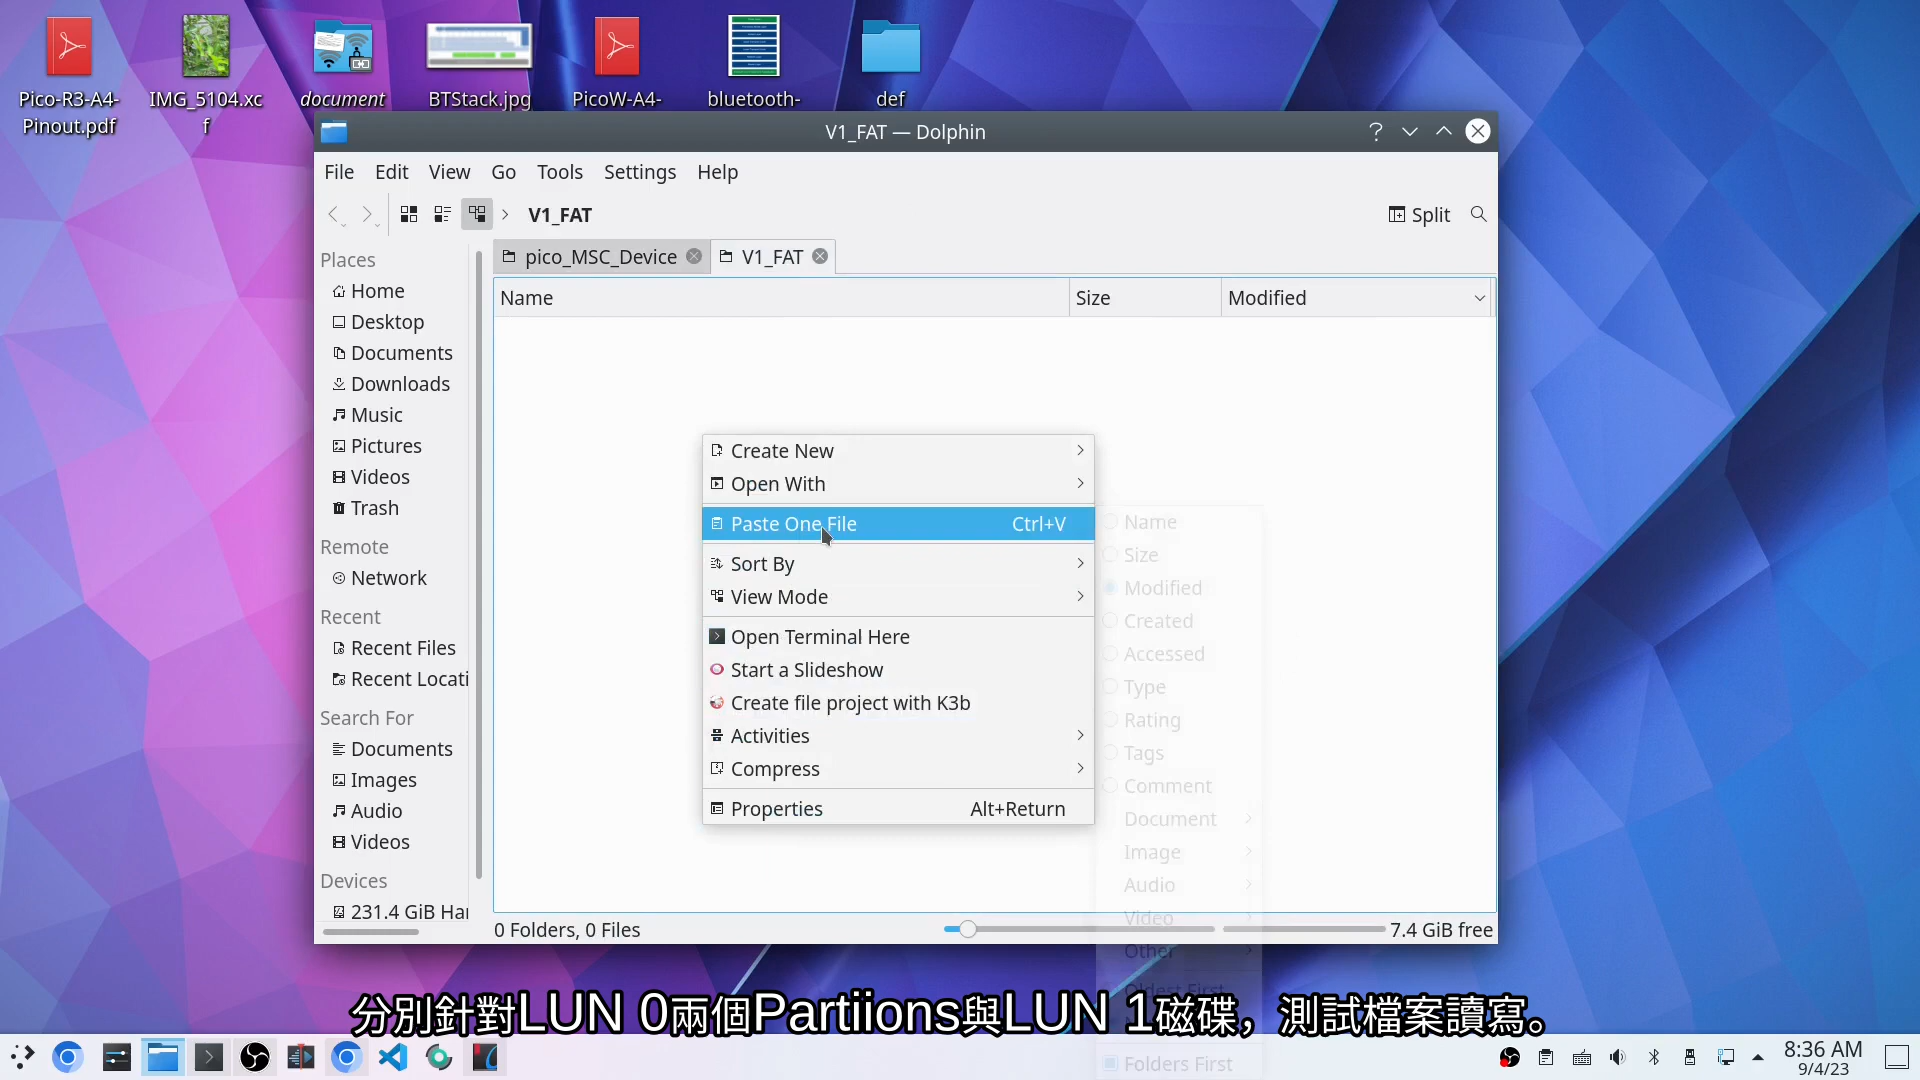 Pico-R3-A4-
Pinout.pdf
IMG_5104.xc
f
document
BTStack.jpg
PicoW-A4-
bluetooth-
def
V1_FAT — Dolphin
File Edit View Go Tools Settings Help
V1_FAT
Split
pico_MSC_Device
V1_FAT
Places
Home
Desktop
Documents
Downloads
Music
Pictures
Videos
Trash
Remote
Network
Recent
Recent Files
Recent Locati
Search For
Documents
Images
Audio
Videos
Devices
231.4 GiB Har
Name Size Modified
Create New
Open With
Paste One File Ctrl+V
Sort By
View Mode
Open Terminal Here
Start a Slideshow
Create file project with K3b
Activities
Compress
Properties Alt+Return
Name
Size
Modified
Created
Accessed
Type
Rating
Tags
Comment
Document
Image
Audio
Video
Other
Oldest First
Folders First
0 Folders, 0 Files
7.4 GiB free
分別針對LUN 0兩個Partiions與LUN 1磁碟，測試檔案讀寫。
8:36 AM
9/4/23